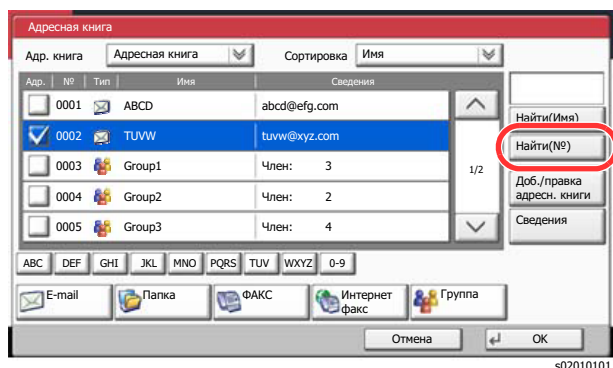 Адресная книга
Адр. книга Адресная книга Сортировка Имя
Адр. № Тип Имя Сведения
0001 ABCD abcd@efg.com
0002 TUVW tuvw@xyz.com
0003 Group1 Член: 3
0004 Group2 Член: 2
0005 Group3 Член: 4
1/2
Найти(Имя)
Найти(№)
Доб./правка
адресн. книги
Сведения
ABC DEF GHI JKL MNO PQRS TUV WXYZ 0-9
E-mail Папка ФАКС Интернет
факс Группа
Отмена OK
s02010101